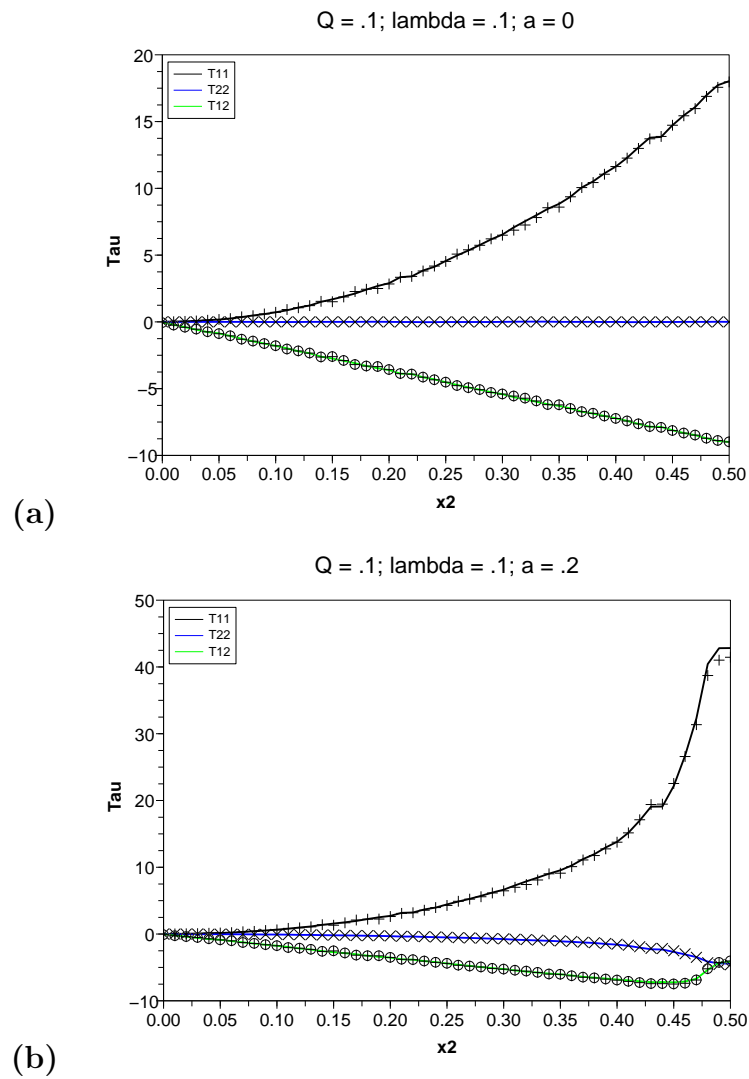 Q = .1; lambda = .1; a = 0
20
15
10
5
0
−5
−10
Tau
T11
T22
T12
0.00 0.05 0.10 0.15 0.20 0.25 0.30 0.35 0.40 0.45 0.50
x2
(a)
Q = .1; lambda = .1; a = .2
50
40
30
20
10
0
−10
Tau
T11
T22
T12
0.00 0.05 0.10 0.15 0.20 0.25 0.30 0.35 0.40 0.45 0.50
x2
(b)